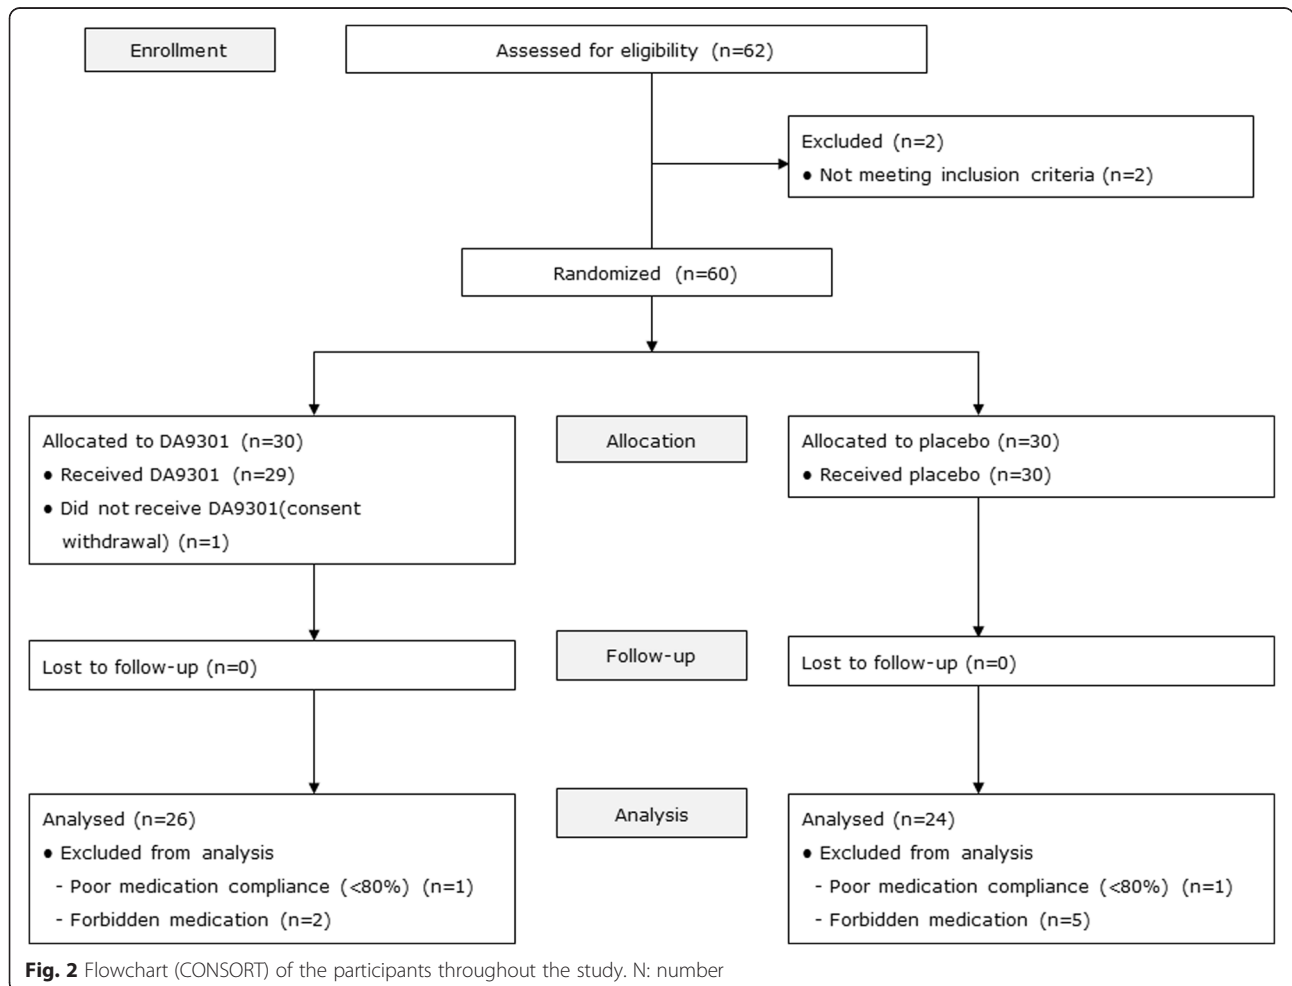 Enrollment
Assessed for eligibility (n=62)
Excluded (n=2)
● Not meeting inclusion criteria (n=2)
Randomized (n=60)
Allocated to DA9301 (n=30)
● Received DA9301 (n=29)
● Did not receive DA9301(consent
withdrawal) (n=1)
Allocation
Allocated to placebo (n=30)
● Received placebo (n=30)
Lost to follow-up (n=0)
Follow-up
Lost to follow-up (n=0)
Analysed (n=26)
● Excluded from analysis
- Poor medication compliance (<80%) (n=1)
- Forbidden medication (n=2)
Analysis
Analysed (n=24)
● Excluded from analysis
- Poor medication compliance (<80%) (n=1)
- Forbidden medication (n=5)
Fig. 2 Flowchart (CONSORT) of the participants throughout the study. N: number